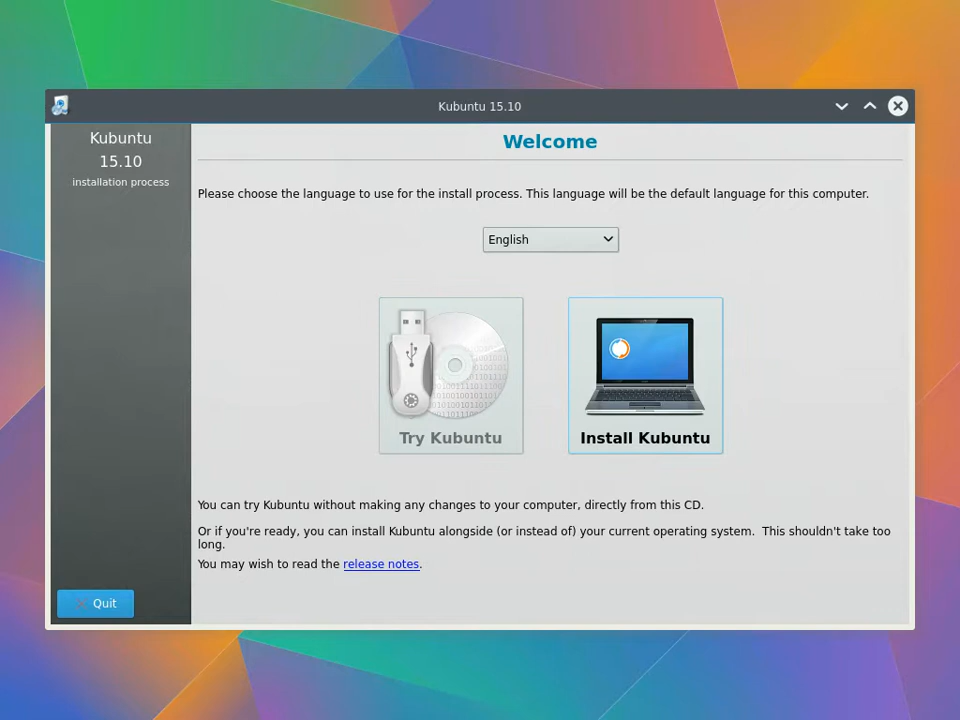 Kubuntu 15.10
Kubuntu
15.10
installation process
Welcome
Please choose the language to use for the install process. This language will be the default language for this computer.
English
Try Kubuntu
Install Kubuntu
You can try Kubuntu without making any changes to your computer, directly from this CD.
Or if you're ready, you can install Kubuntu alongside (or instead of) your current operating system.  This shouldn't take too
long.
You may wish to read the release notes.
Quit